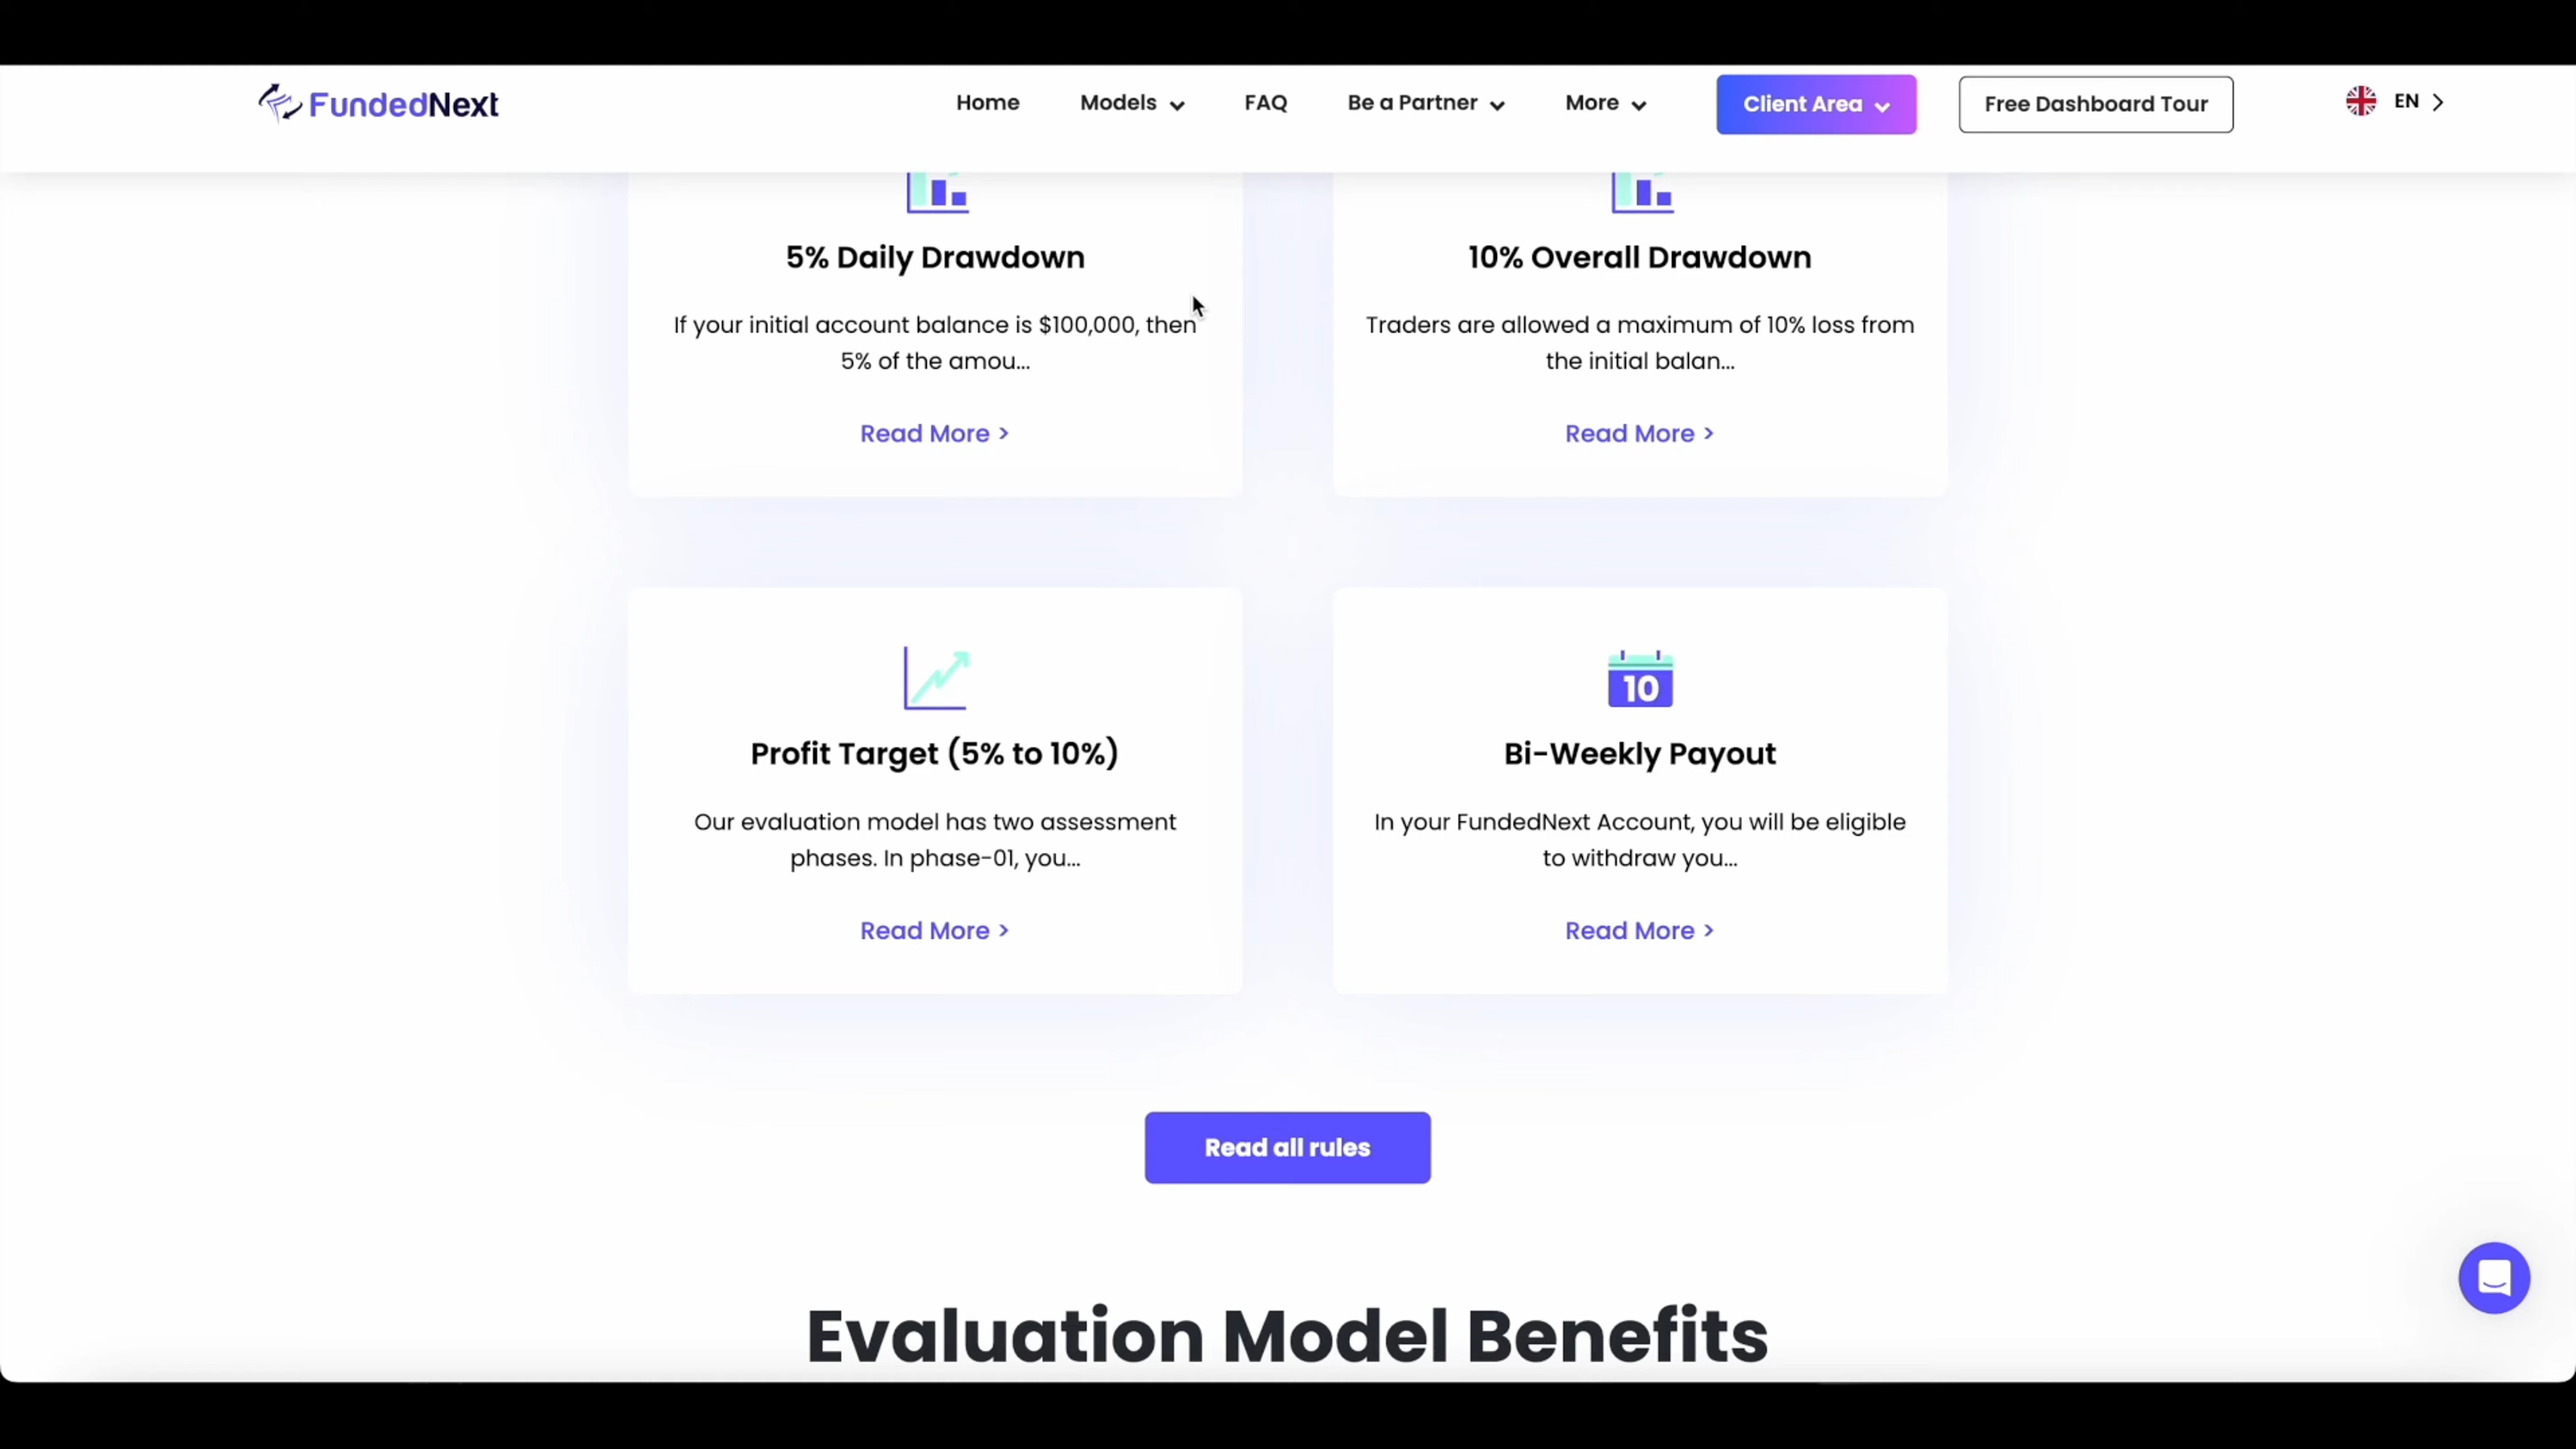 FundedNext
Home
Models
FAQ
Be a Partner
More
Client Area
Free Dashboard Tour
EN
5% Daily Drawdown
If your initial account balance is $100,000, then
5% of the amou...
Read More >
10% Overall Drawdown
Traders are allowed a maximum of 10% loss from
the initial balan...
Read More >
Profit Target (5% to 10%)
Our evaluation model has two assessment
phases. In phase-01, you...
Read More >
10
Bi-Weekly Payout
In your FundedNext Account, you will be eligible
to withdraw you...
Read More >
Read all rules
Evaluation Model Benefits